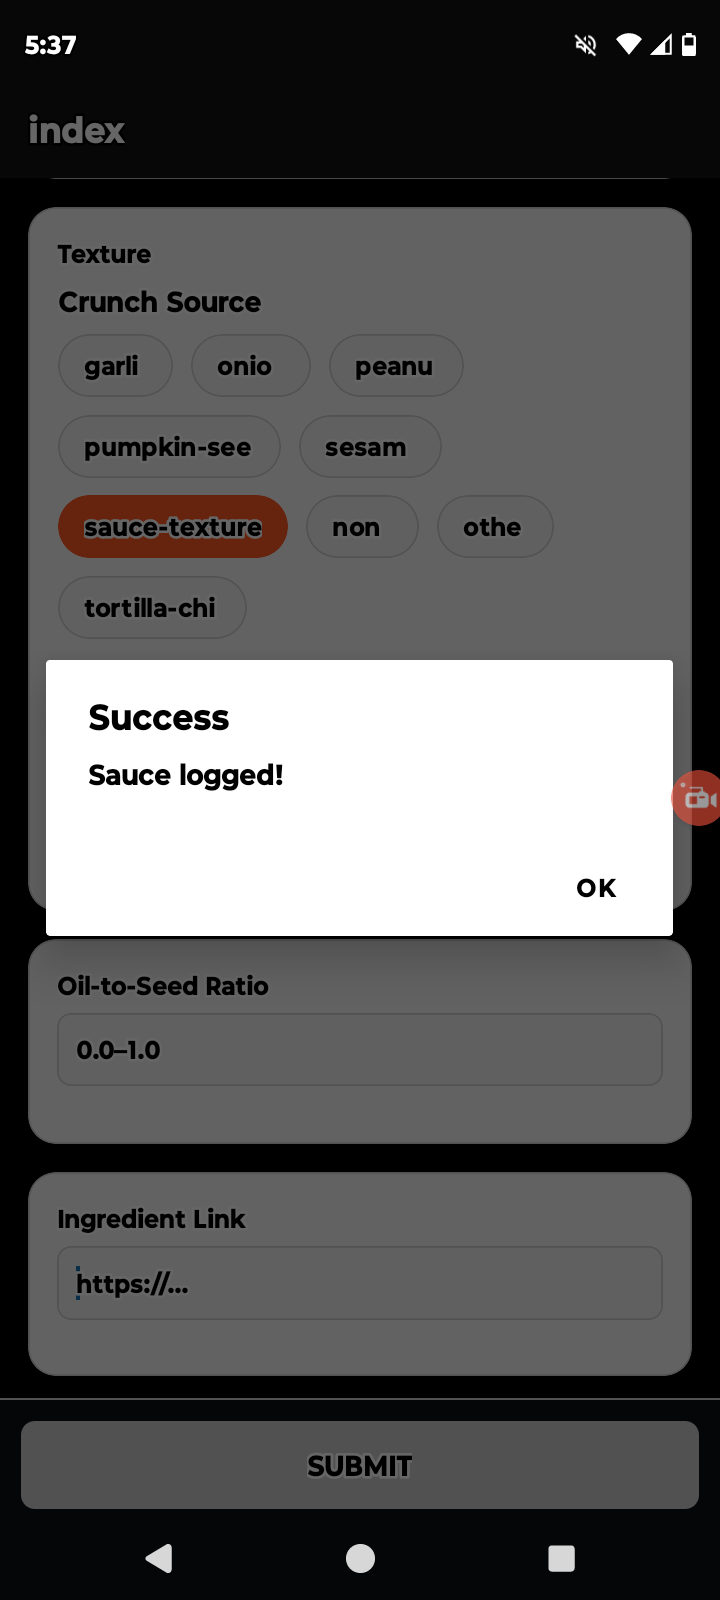 5:37
index
Texture
Crunch Source
garli onio peanu
pumpkin-see sesam
sauce-texture non othe
tortilla-chi
Success
Sauce logged!
OK
Oil-to-Seed Ratio
0.0–1.0
Ingredient Link
https://...
SUBMIT